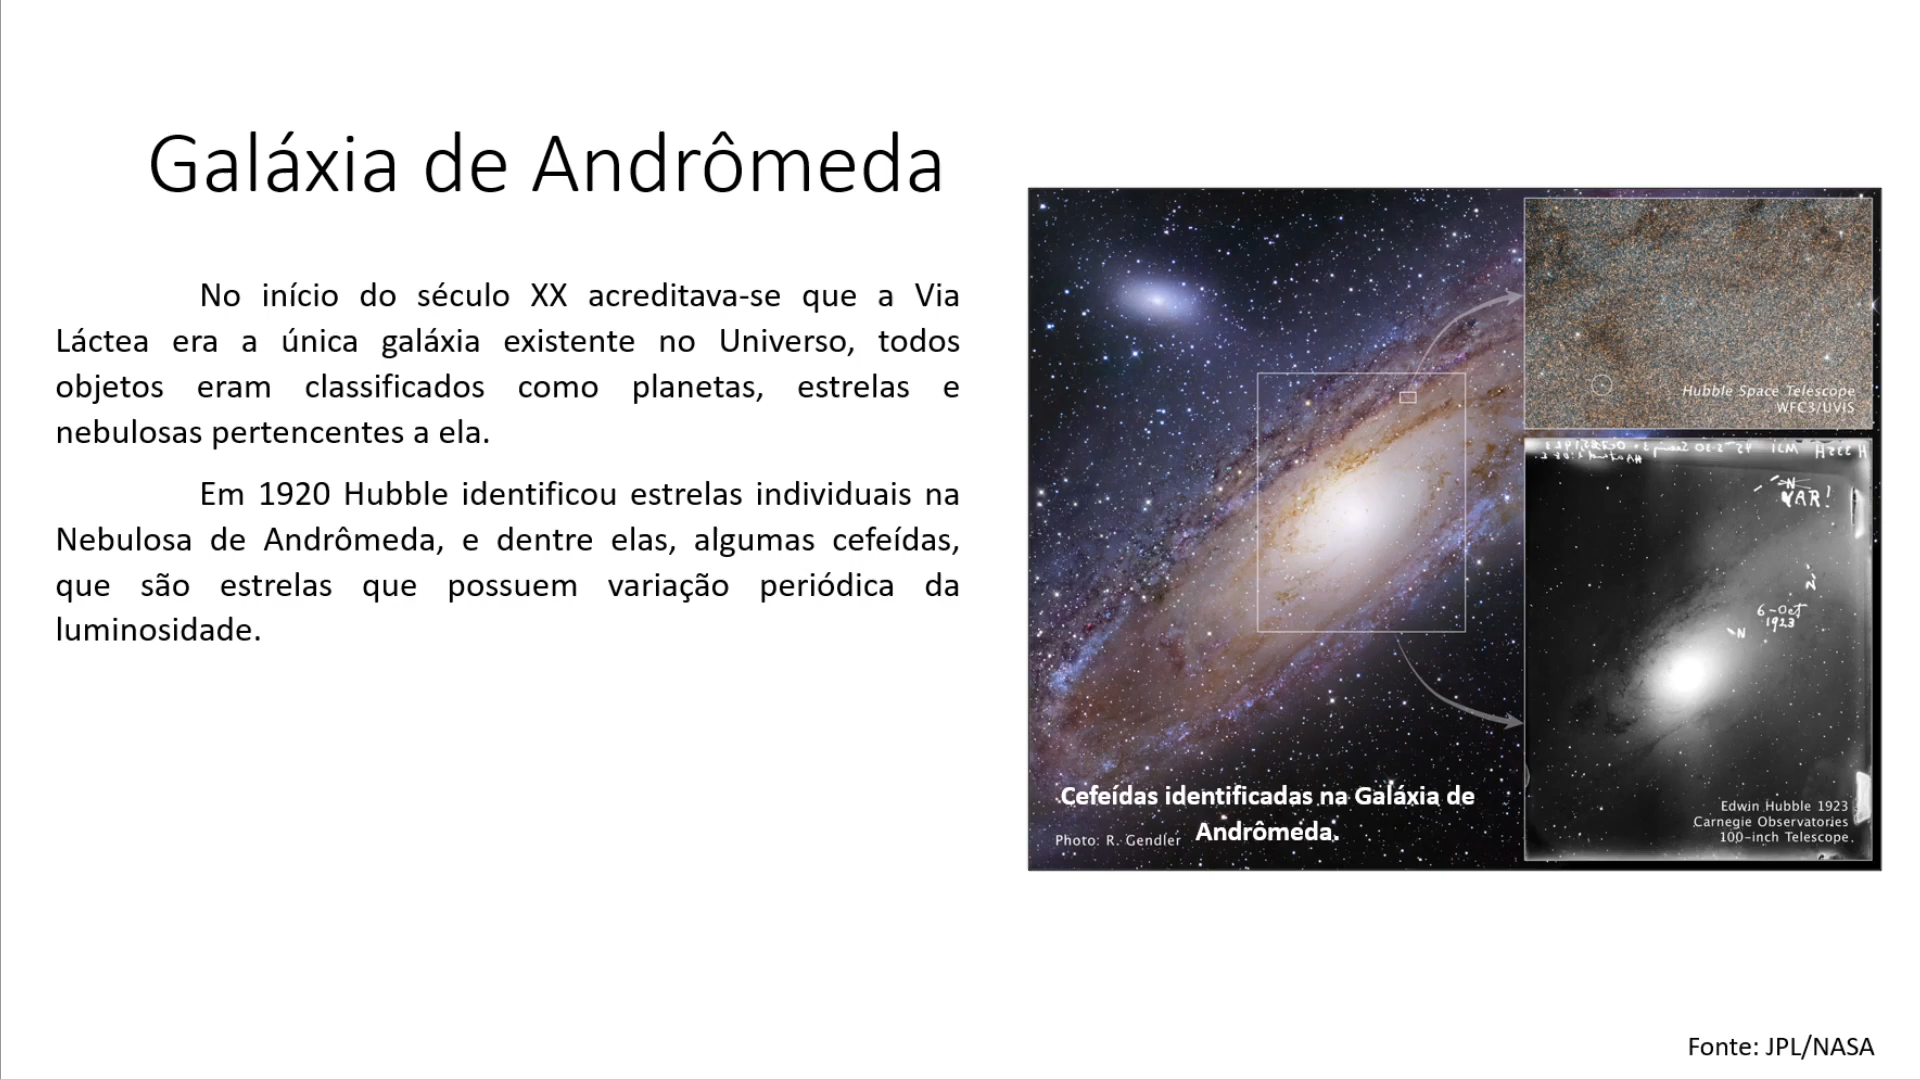 Galáxia de Andrômeda
No início do século XX acreditava-se que a Via
Láctea era a única galáxia existente no Universo, todos
objetos eram classificados como planetas, estrelas e
nebulosas pertencentes a ela.
Em 1920 Hubble identificou estrelas individuais na
Nebulosa de Andrômeda, e dentre elas, algumas cefeídas,
que são estrelas que possuem variação periódica da
luminosidade.
Hubble Space Telescope
WFC3/UVIS
N
VAR!
N
6-Oct
1923
N
Edwin Hubble 1923
Carnegie Observatories
100-inch Telescope
Cefeídas identificadas na Galáxia de
Andrômeda.
Photo: R. Gendler
Fonte: JPL/NASA